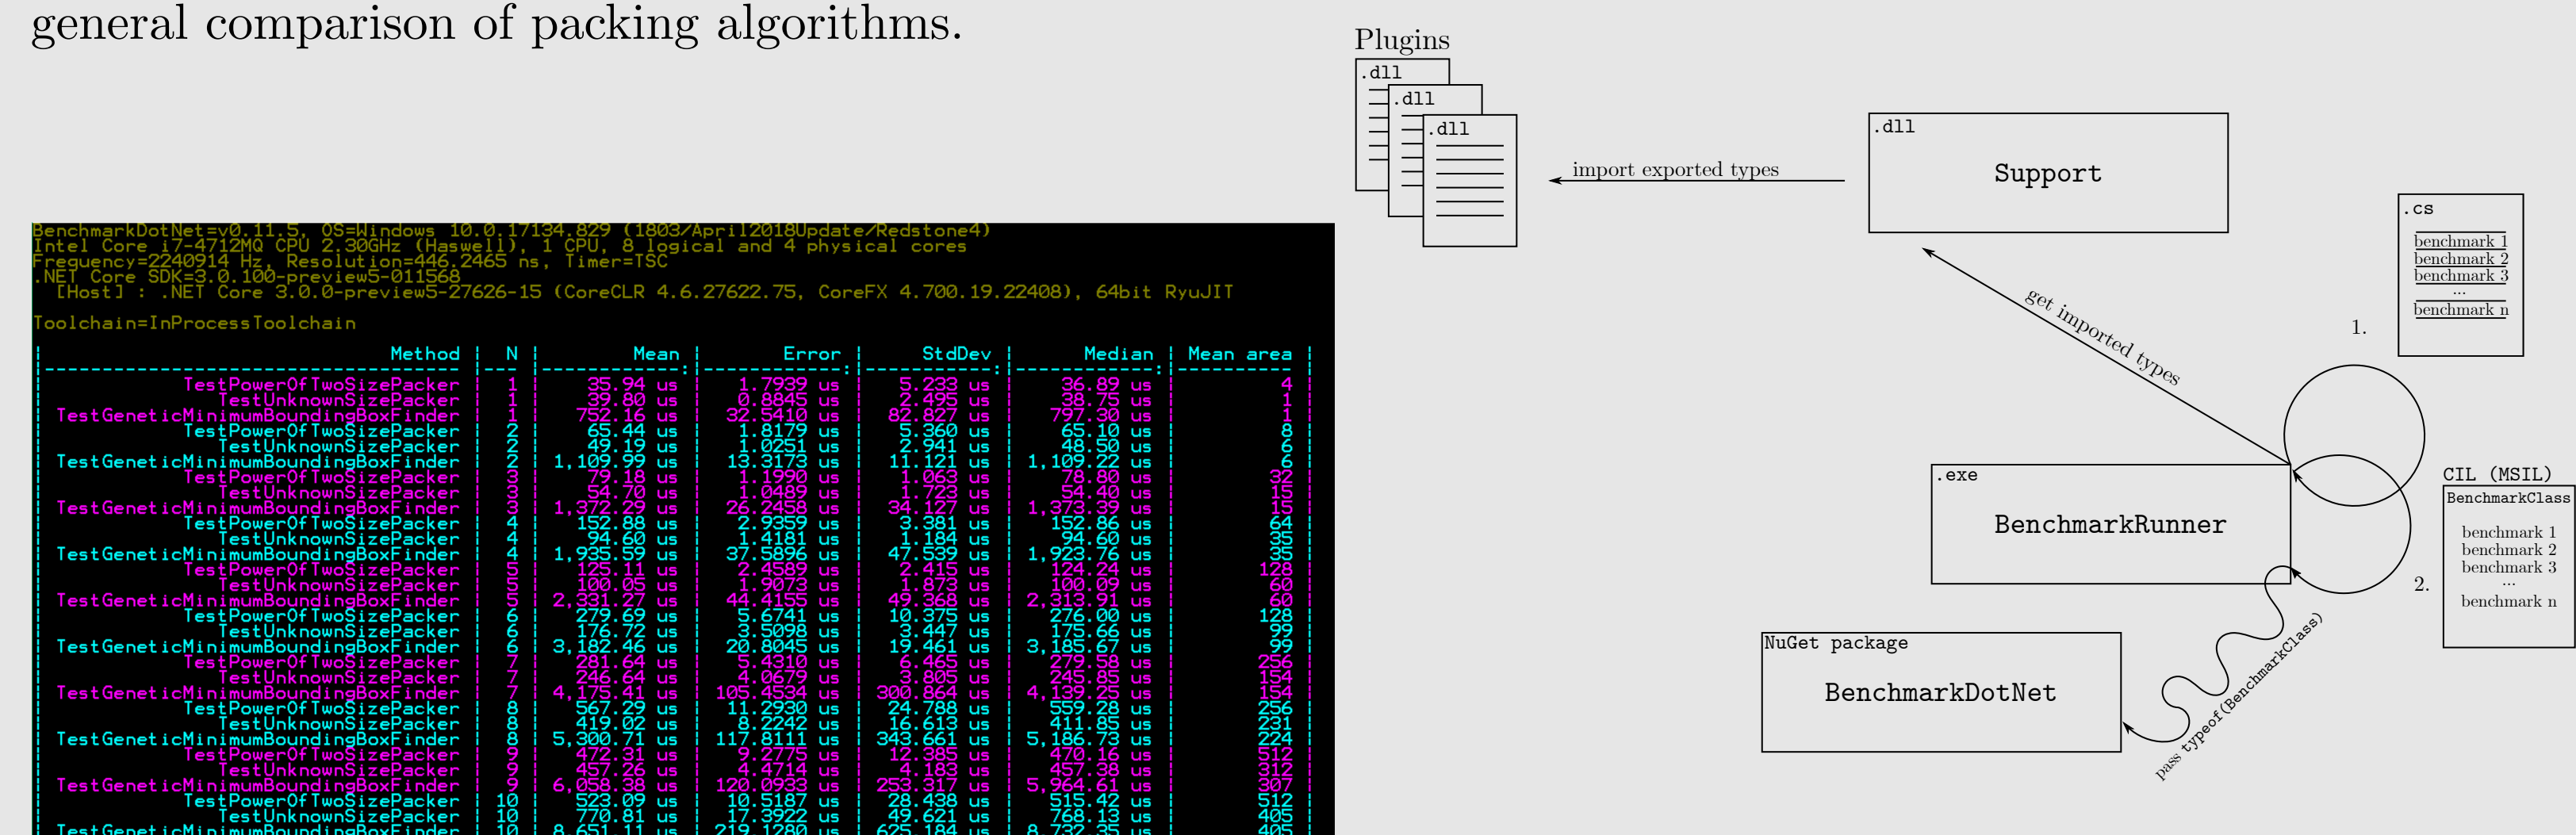 general comparison of packing algorithms.
BenchmarkDotNet=v0.11.5, OS=Windows 10.0.17134.829 (1803/April2018Update/Redstone4)
Intel Core i7-4712MQ CPU 2.30GHz (Haswell), 1 CPU, 8 logical and 4 physical cores
Frequency=2240914 Hz, Resolution=446.2465 ns, Timer=TSC
.NET Core SDK=3.0.100-preview5-011568
[Host] : .NET Core 3.0.0-preview5-27626-15 (CoreCLR 4.6.27622.75, CoreFX 4.700.19.22408), 64bit RyuJIT
Toolchain=InProcessToolchain
| Method | N | Mean | Error | StdDev | Median | Mean area |
|------------------------------------ |--- |------------:|------------:|-----------:|------------:|---------- |
| TestPowerOfTwoSizePacker | 1 | 35.94 us | 1.7939 us | 5.233 us | 36.89 us | 4 |
| TestUnknownSizePacker | 1 | 39.80 us | 0.8845 us | 2.495 us | 38.75 us | 1 |
| TestGeneticMinimumBoundingBoxFinder | 1 | 752.16 us | 32.5410 us | 82.827 us | 797.30 us | 1 |
| TestPowerOfTwoSizePacker | 2 | 65.44 us | 1.8179 us | 5.360 us | 65.10 us | 8 |
| TestUnknownSizePacker | 2 | 49.19 us | 1.0251 us | 2.941 us | 48.50 us | 6 |
| TestGeneticMinimumBoundingBoxFinder | 2 | 1,109.99 us | 13.3173 us | 11.121 us | 1,109.22 us | 6 |
| TestPowerOfTwoSizePacker | 3 | 79.18 us | 1.1990 us | 1.063 us | 78.80 us | 32 |
| TestUnknownSizePacker | 3 | 54.70 us | 1.0489 us | 1.723 us | 54.40 us | 15 |
| TestGeneticMinimumBoundingBoxFinder | 3 | 1,372.29 us | 26.2458 us | 34.127 us | 1,373.39 us | 15 |
| TestPowerOfTwoSizePacker | 4 | 152.88 us | 2.9359 us | 3.381 us | 152.86 us | 64 |
| TestUnknownSizePacker | 4 | 94.60 us | 1.4181 us | 1.184 us | 94.60 us | 35 |
| TestGeneticMinimumBoundingBoxFinder | 4 | 1,935.59 us | 37.5896 us | 47.539 us | 1,923.76 us | 35 |
| TestPowerOfTwoSizePacker | 5 | 125.11 us | 2.4589 us | 2.415 us | 124.24 us | 128 |
| TestUnknownSizePacker | 5 | 100.05 us | 1.9073 us | 1.873 us | 100.09 us | 60 |
| TestGeneticMinimumBoundingBoxFinder | 5 | 2,331.27 us | 44.4155 us | 49.368 us | 2,313.91 us | 60 |
| TestPowerOfTwoSizePacker | 6 | 279.69 us | 5.6741 us | 10.375 us | 276.00 us | 128 |
| TestUnknownSizePacker | 6 | 176.72 us | 3.5098 us | 3.447 us | 175.66 us | 99 |
| TestGeneticMinimumBoundingBoxFinder | 6 | 3,182.46 us | 20.8045 us | 19.461 us | 3,185.67 us | 99 |
| TestPowerOfTwoSizePacker | 7 | 281.64 us | 5.4310 us | 6.465 us | 279.58 us | 256 |
| TestUnknownSizePacker | 7 | 246.64 us | 4.0679 us | 3.805 us | 245.85 us | 154 |
| TestGeneticMinimumBoundingBoxFinder | 7 | 4,175.41 us | 105.4534 us | 300.864 us | 4,139.25 us | 154 |
| TestPowerOfTwoSizePacker | 8 | 567.29 us | 11.2930 us | 24.788 us | 559.28 us | 256 |
| TestUnknownSizePacker | 8 | 419.02 us | 8.2242 us | 16.613 us | 411.85 us | 231 |
| TestGeneticMinimumBoundingBoxFinder | 8 | 5,300.71 us | 117.8111 us | 343.661 us | 5,186.73 us | 224 |
| TestPowerOfTwoSizePacker | 9 | 472.31 us | 9.2775 us | 12.385 us | 470.16 us | 512 |
| TestUnknownSizePacker | 9 | 457.26 us | 4.4714 us | 4.183 us | 457.38 us | 312 |
| TestGeneticMinimumBoundingBoxFinder | 9 | 6,058.38 us | 120.0933 us | 253.317 us | 5,964.61 us | 307 |
| TestPowerOfTwoSizePacker | 10 | 523.09 us | 10.5187 us | 28.438 us | 515.42 us | 512 |
| TestUnknownSizePacker | 10 | 770.81 us | 17.3922 us | 49.621 us | 768.13 us | 405 |
| TestGeneticMinimumBoundingBoxFinder | 10 | 8,651.11 us | 219.1280 us | 625.184 us | 8,732.35 us | 405 |
Plugins
.dll
.dll
.dll
import exported types
.dll
Support
get imported types
.cs
benchmark 1
benchmark 2
benchmark 3
...
benchmark n
1.
.exe
BenchmarkRunner
CIL (MSIL)
BenchmarkClass
benchmark 1
benchmark 2
benchmark 3
...
benchmark n
2.
NuGet package
BenchmarkDotNet
pass typeof(BenchmarkClass)